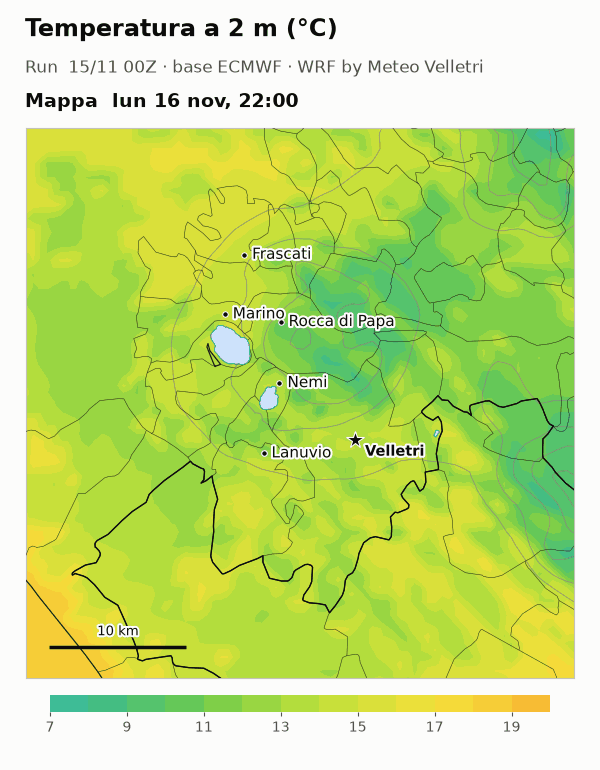 Temperatura a 2 m (°C)
Run  15/11 00Z · base ECMWF · WRF by Meteo Velletri
Mappa  lun 16 nov, 22:00
Frascati
Marino
Rocca di Papa
Nemi
Velletri
Lanuvio
10 km
7 9 11 13 15 17 19